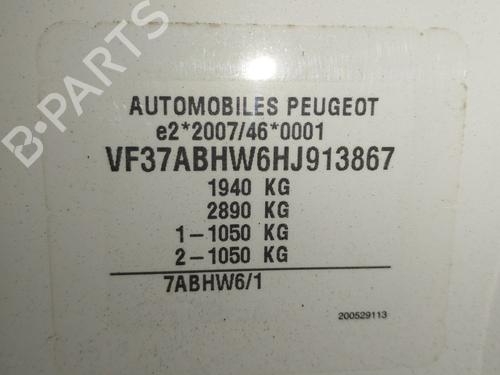 AUTOMOBILES PEUGEOT
e2*2007/46*0001
VF37ABHW6HJ913867
1940 KG
2890 KG
1-1050 KG
2-1050 KG
7ABHW6/1
200529113
B-PARTS